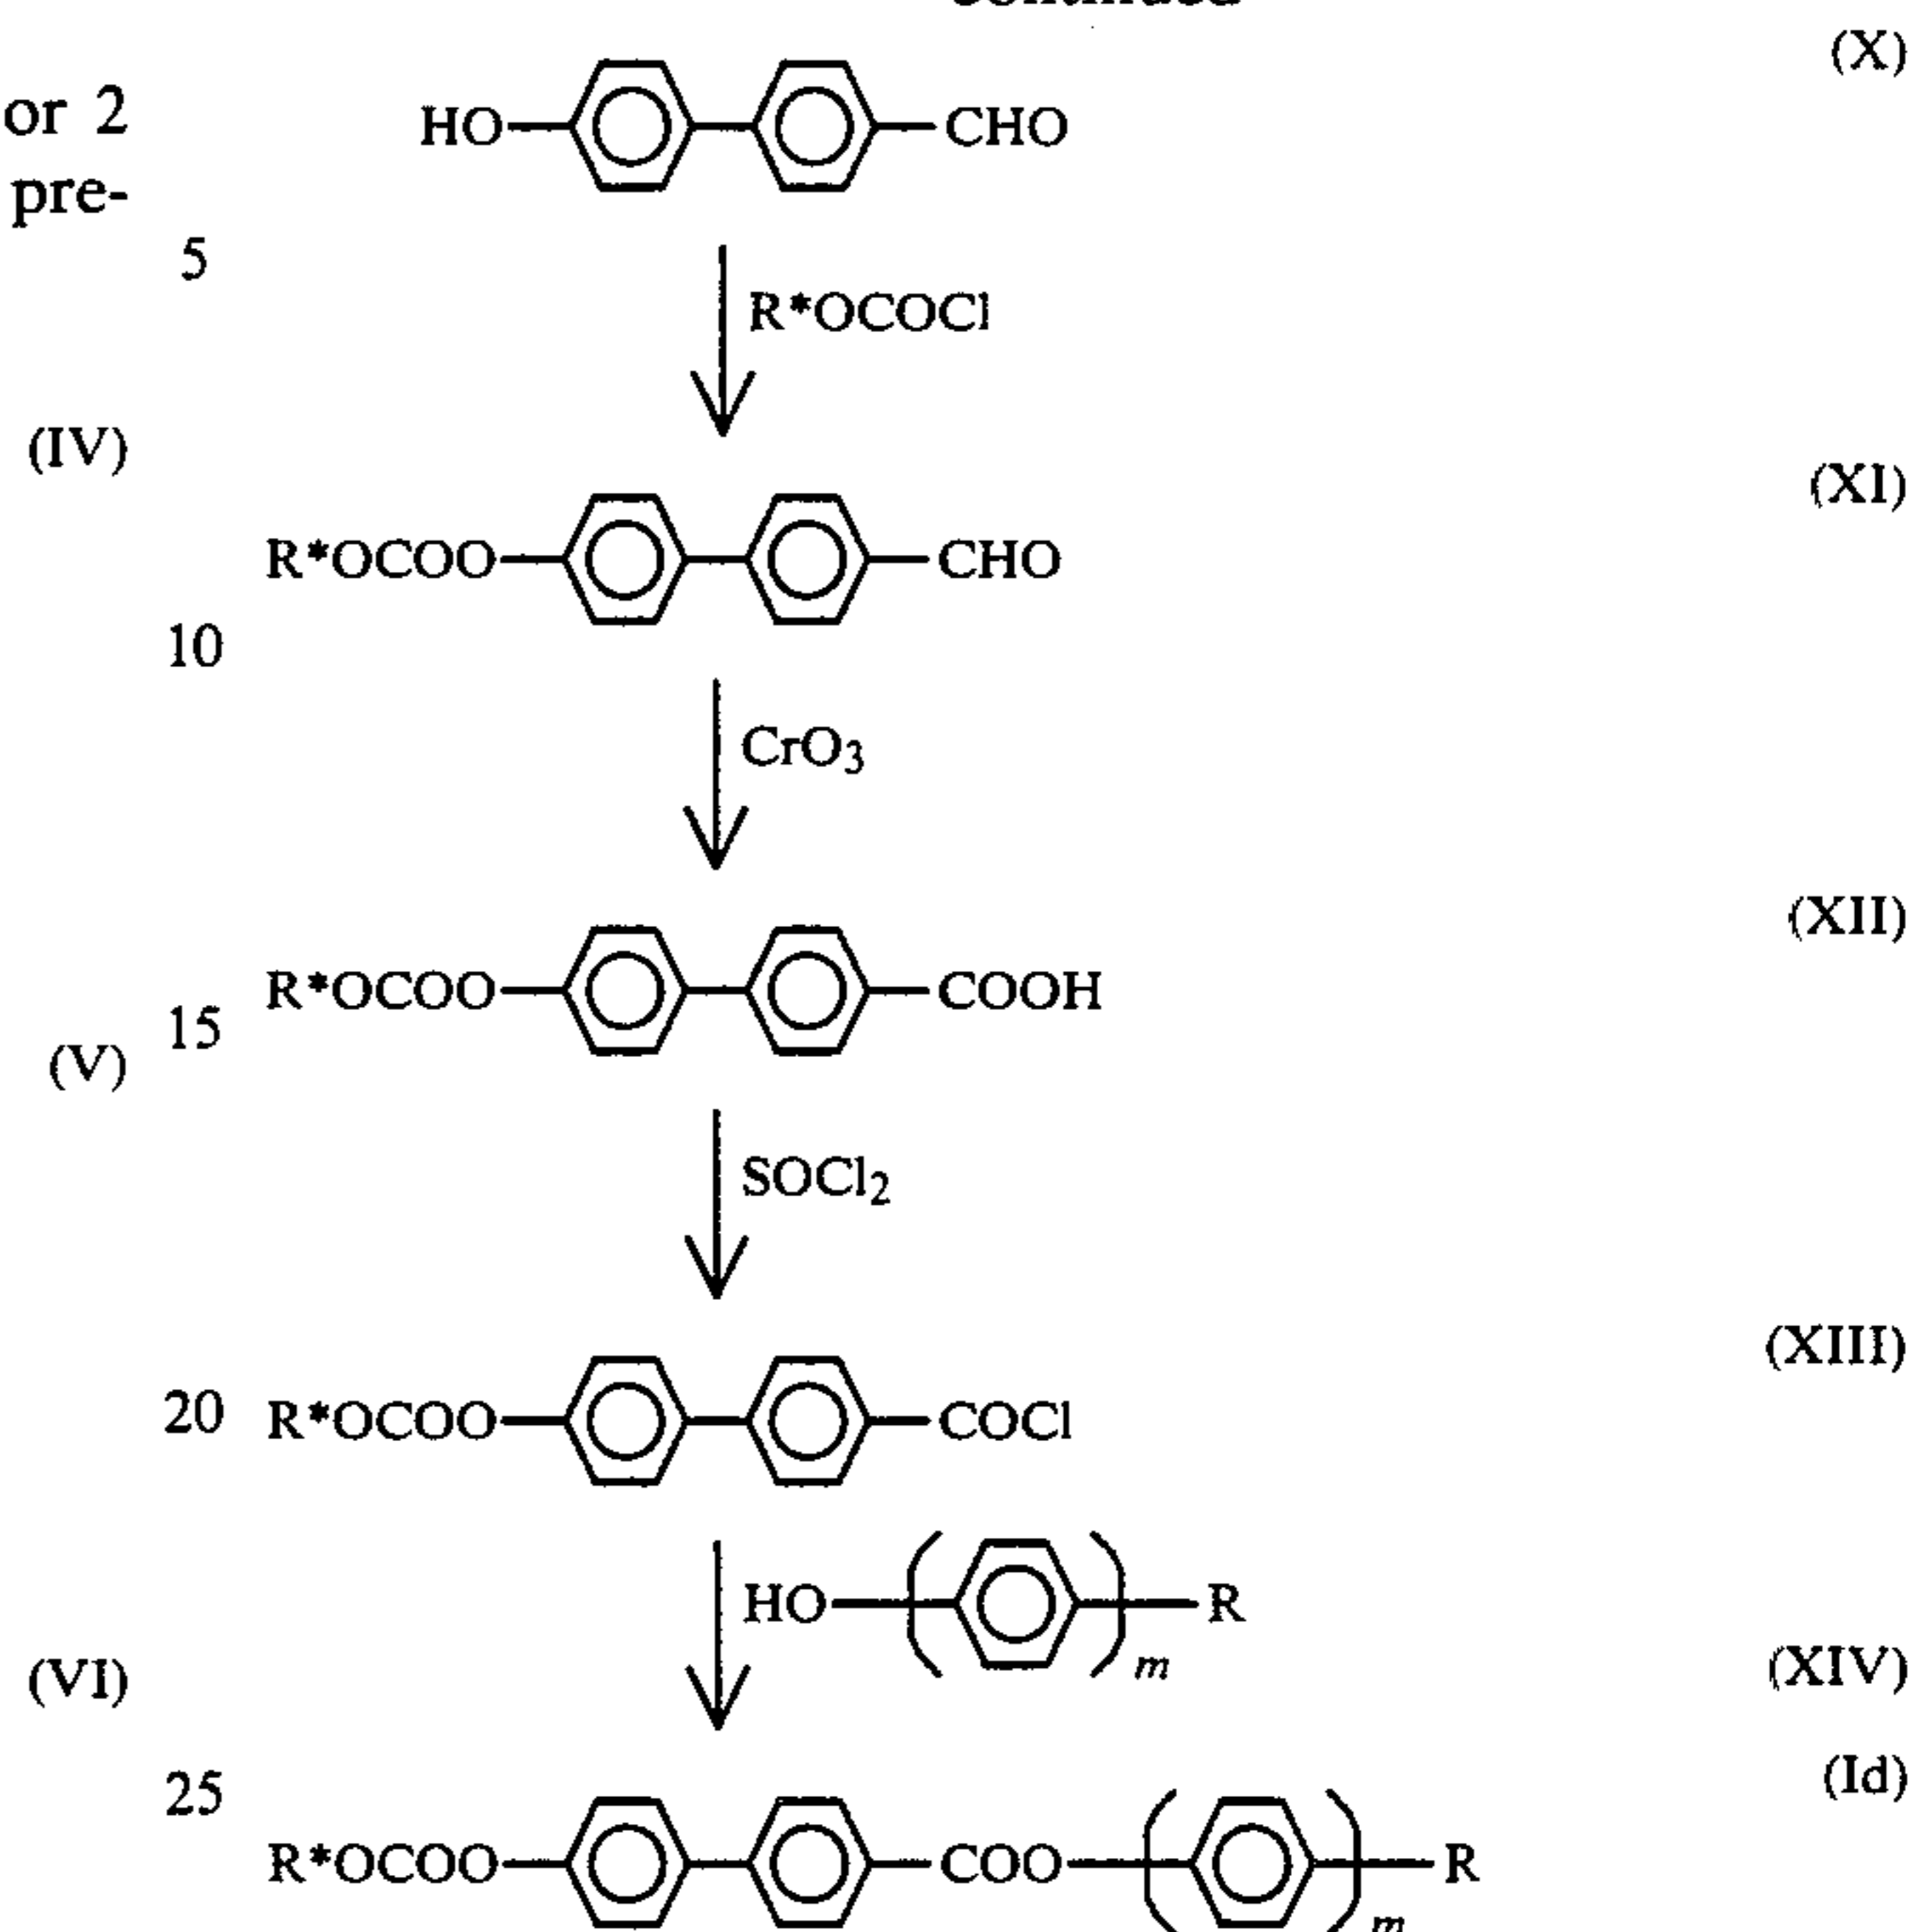 (X)
or 2
HO CHO
pre-
5
R*OCOCl
(IV)
(XI)
R*OCOO CHO
10
CrO3
(XII)
R*OCOO COOH
15
(V)
SOCl2
(XIII)
20 R*OCOO COCl
HO R
m
(VI)
(XIV)
(Id)
25
R*OCOO COO R
m